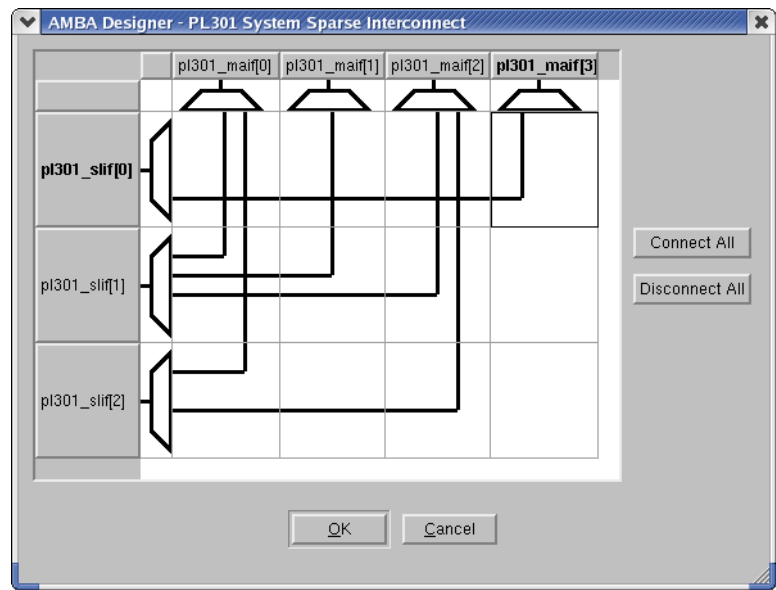 AMBA Designer - PL301 System Sparse Interconnect
pl301_maif[0] pl301_maif[1] pl301_maif[2] pl301_maif[3]
pl301_slif[0]
Connect All
pl301_slif[1]
Disconnect All
pl301_slif[2]
OK Cancel